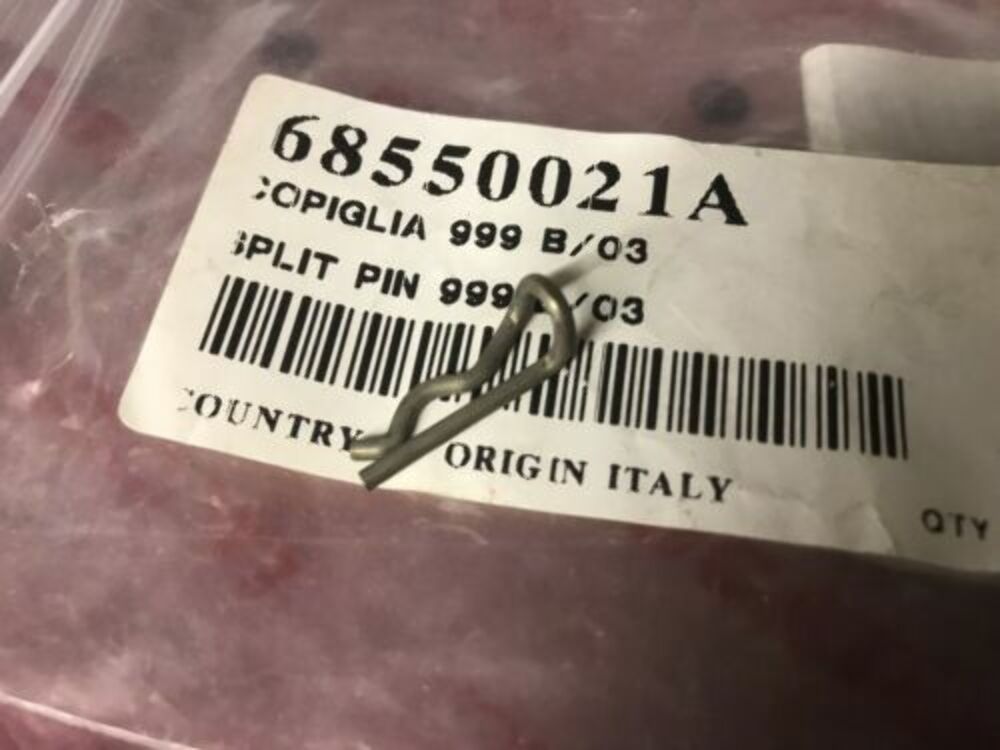 68550021A
COPIGLIA 999 B/03
SPLIT PIN 999 /03
COUNTRY ORIGIN ITALY
QTY